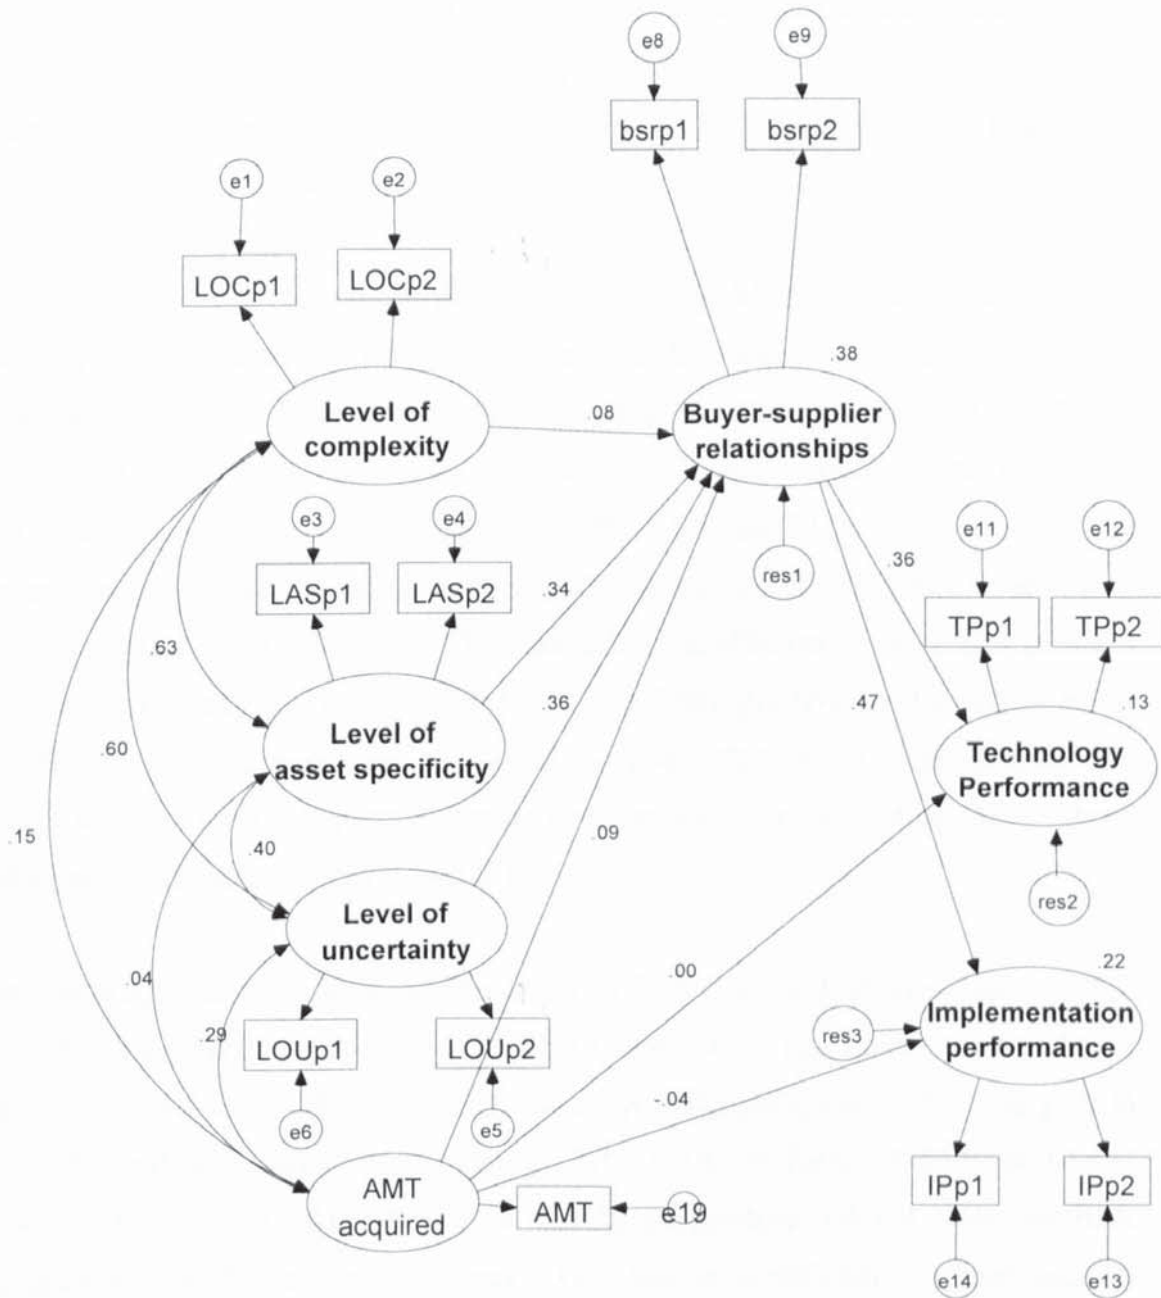 e8
e9
bsrp1
bsrp2
e1
e2
LOCp1
LOCp2
.38
Level of
complexity
.08
Buyer-supplier
relationships
e3
e4
LASp1
LASp2
.34
res1
e11
e12
.36
TPp1
TPp2
.63
.47
.13
.36
Level of
asset specificity
Technology
Performance
.60
.15
.40
.09
Level of
uncertainty
res2
.04
.00
.22
.29
LOUp1
LOUp2
res3
Implementation
performance
e6
e5
-.04
AMT
acquired
AMT
e19
IPp1
IPp2
e14
e13